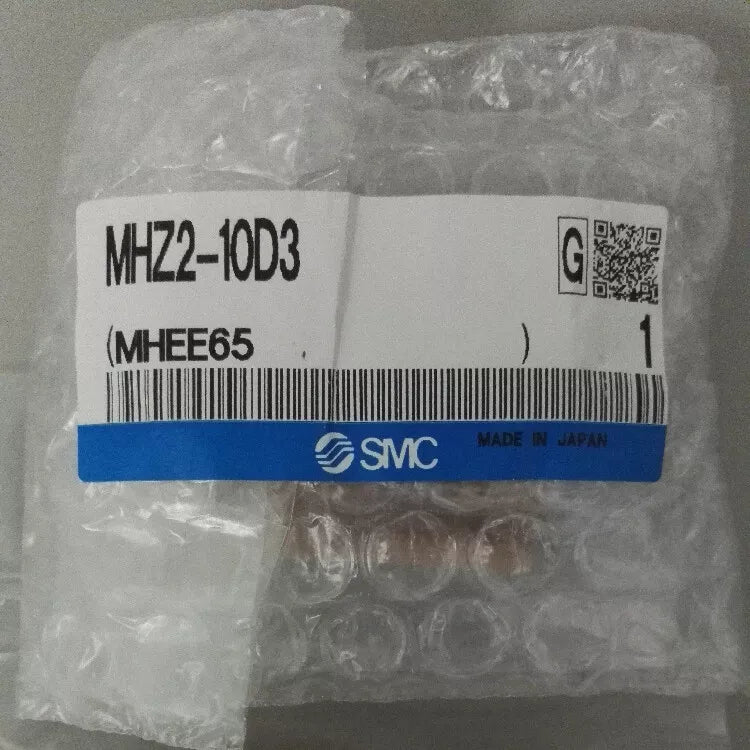 MHZ2-10D3
G
(MHEE65 )
1
SMC
MADE IN JAPAN